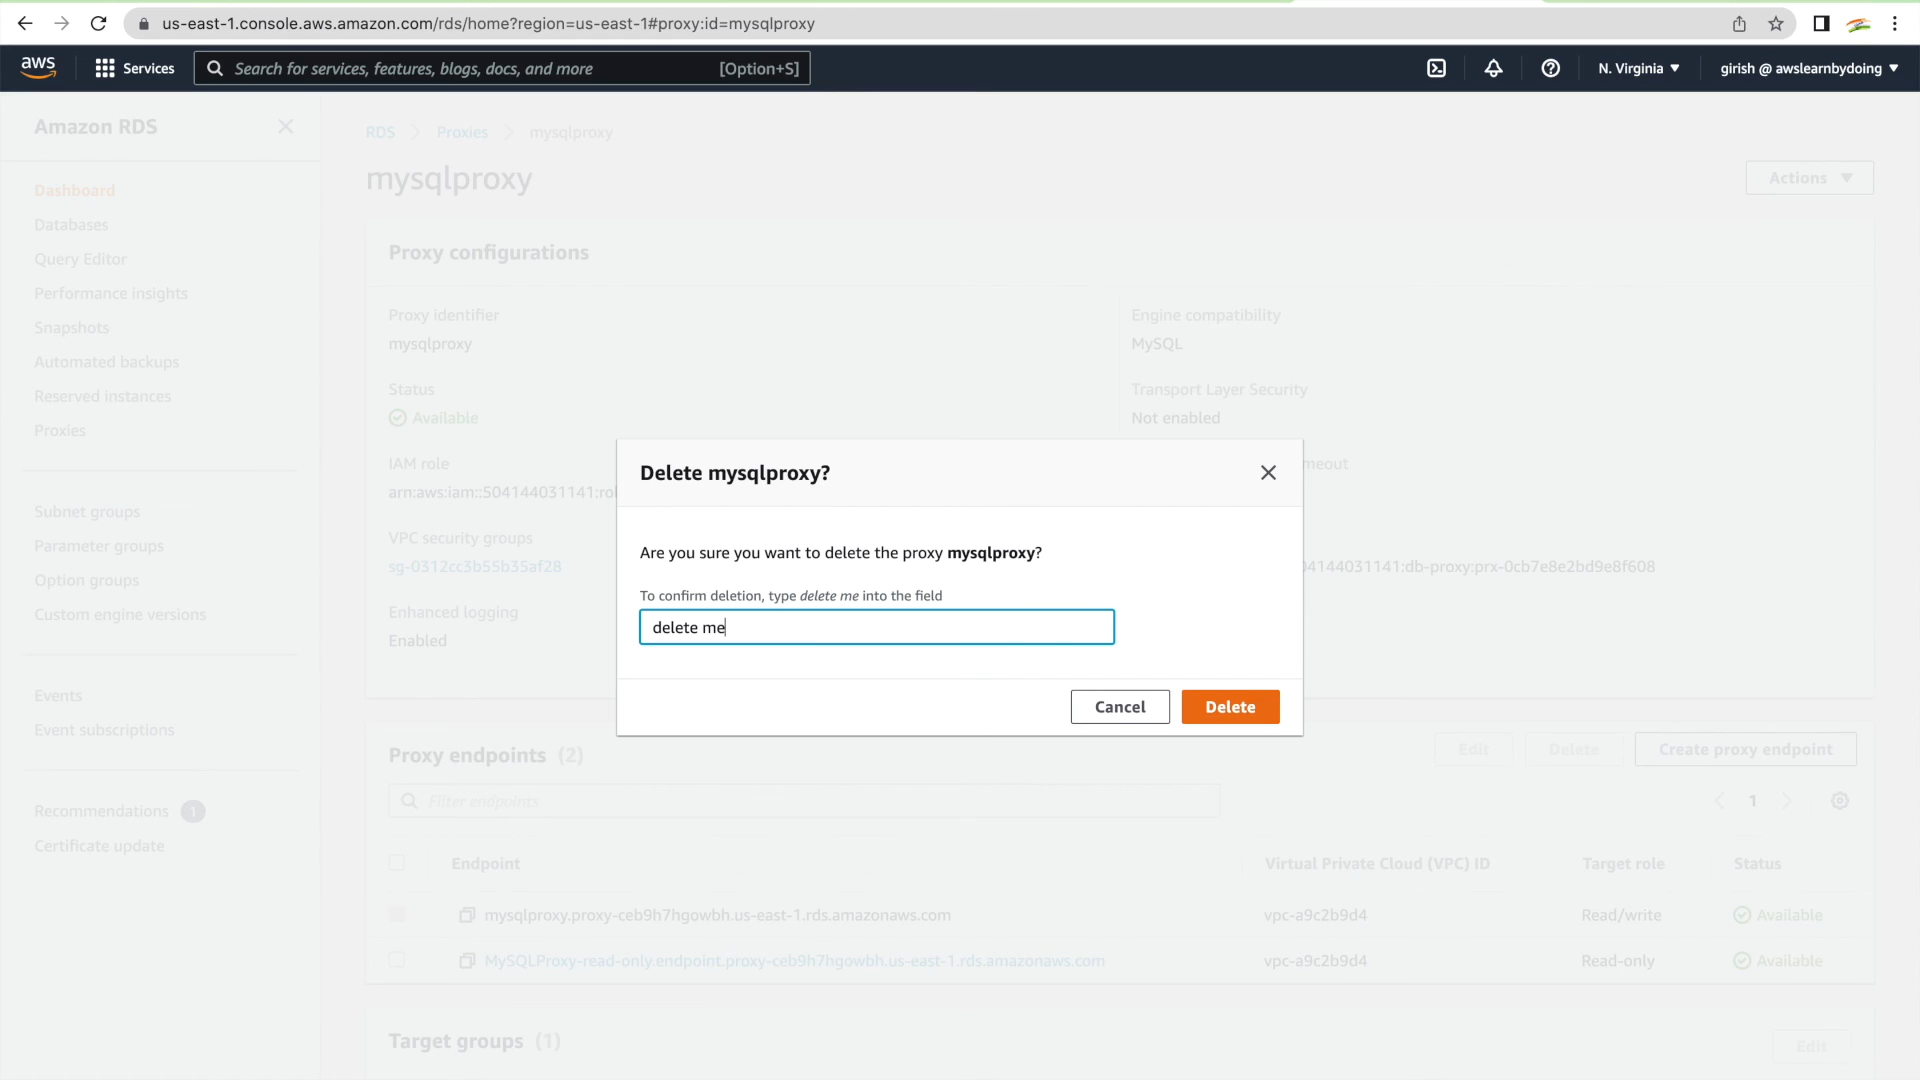 us-east-1.console.aws.amazon.com/rds/home?region=us-east-1#proxy:id=mysqlproxy
aws
Services
Search for services, features, blogs, docs, and more
[Option+S]
N. Virginia
girish @ awslearnbydoing
Amazon RDS
RDS
Proxies
mysqlproxy
Dashboard
Databases
Query Editor
Performance insights
Snapshots
Automated backups
Reserved instances
Proxies
Subnet groups
Parameter groups
Option groups
Custom engine versions
Events
Event subscriptions
Recommendations 1
Certificate update
mysqlproxy
Actions
Proxy configurations
Proxy identifier
mysqlproxy
Status
Available
IAM role
arn:aws:iam::504144031141:rol
VPC security groups
sg-0312cc3b55b35af28
Enhanced logging
Enabled
Engine compatibility
MySQL
Transport Layer Security
Not enabled
meout
04144031141:db-proxy:prx-0cb7e8e2bd9e8f608
Delete mysqlproxy?
Are you sure you want to delete the proxy mysqlproxy?
To confirm deletion, type delete me into the field
delete me
Cancel
Delete
Proxy endpoints (2)
Edit
Delete
Create proxy endpoint
Filter endpoints
1
Endpoint
Virtual Private Cloud (VPC) ID
Target role
Status
mysqlproxy.proxy-ceb9h7hgowbh.us-east-1.rds.amazonaws.com
vpc-a9c2b9d4
Read/write
Available
MySQLProxy-read-only.endpoint.proxy-ceb9h7hgowbh.us-east-1.rds.amazonaws.com
vpc-a9c2b9d4
Read-only
Available
Target groups (1)
Edit